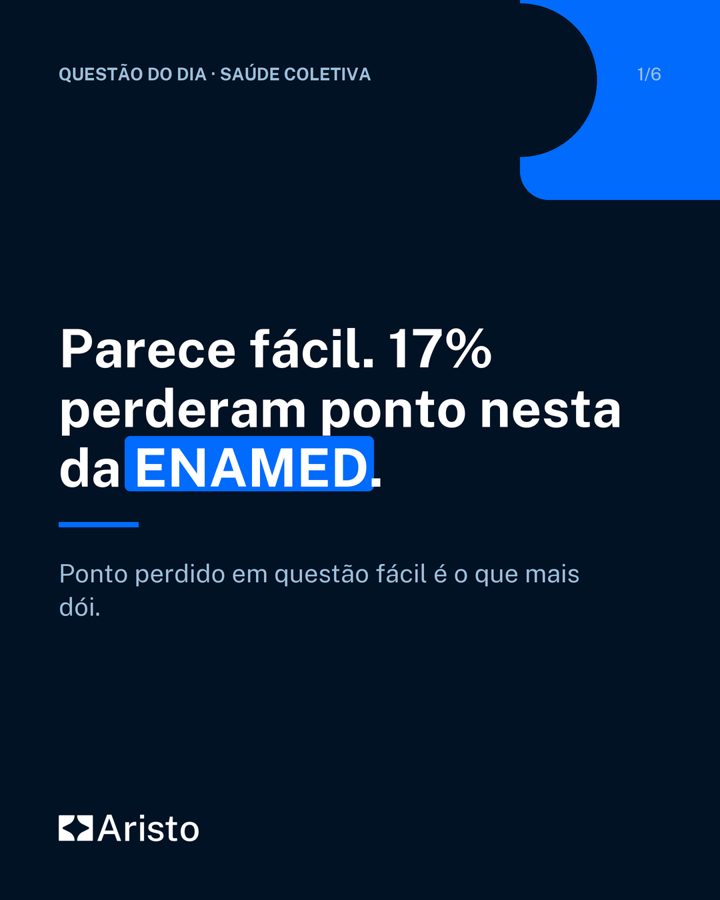 QUESTÃO DO DIA · SAÚDE COLETIVA
1/6
Parece fácil. 17%
perderam ponto nesta
da ENAMED.
Ponto perdido em questão fácil é o que mais
dói.
Aristo